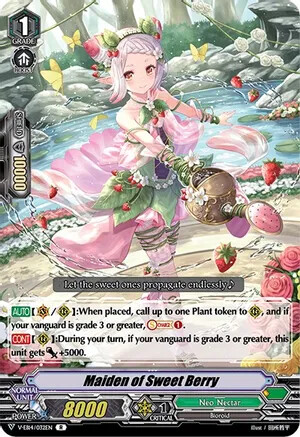 1
GRADE
BOOST
10000
Let the sweet ones propagate endlessly♪
AUTO【 / 】:When placed, call up to one Plant token to , and if
your vanguard is grade 3 or greater, CHARGE (1).
CONT【 / 】:During your turn, if your vanguard is grade 3 or greater, this
unit gets +5000.
NORMAL
UNIT
Maiden of Sweet Berry
POWER
8000
1
CRITICAL
Neo Nectar
Bioroid
V-EB14/032EN
R